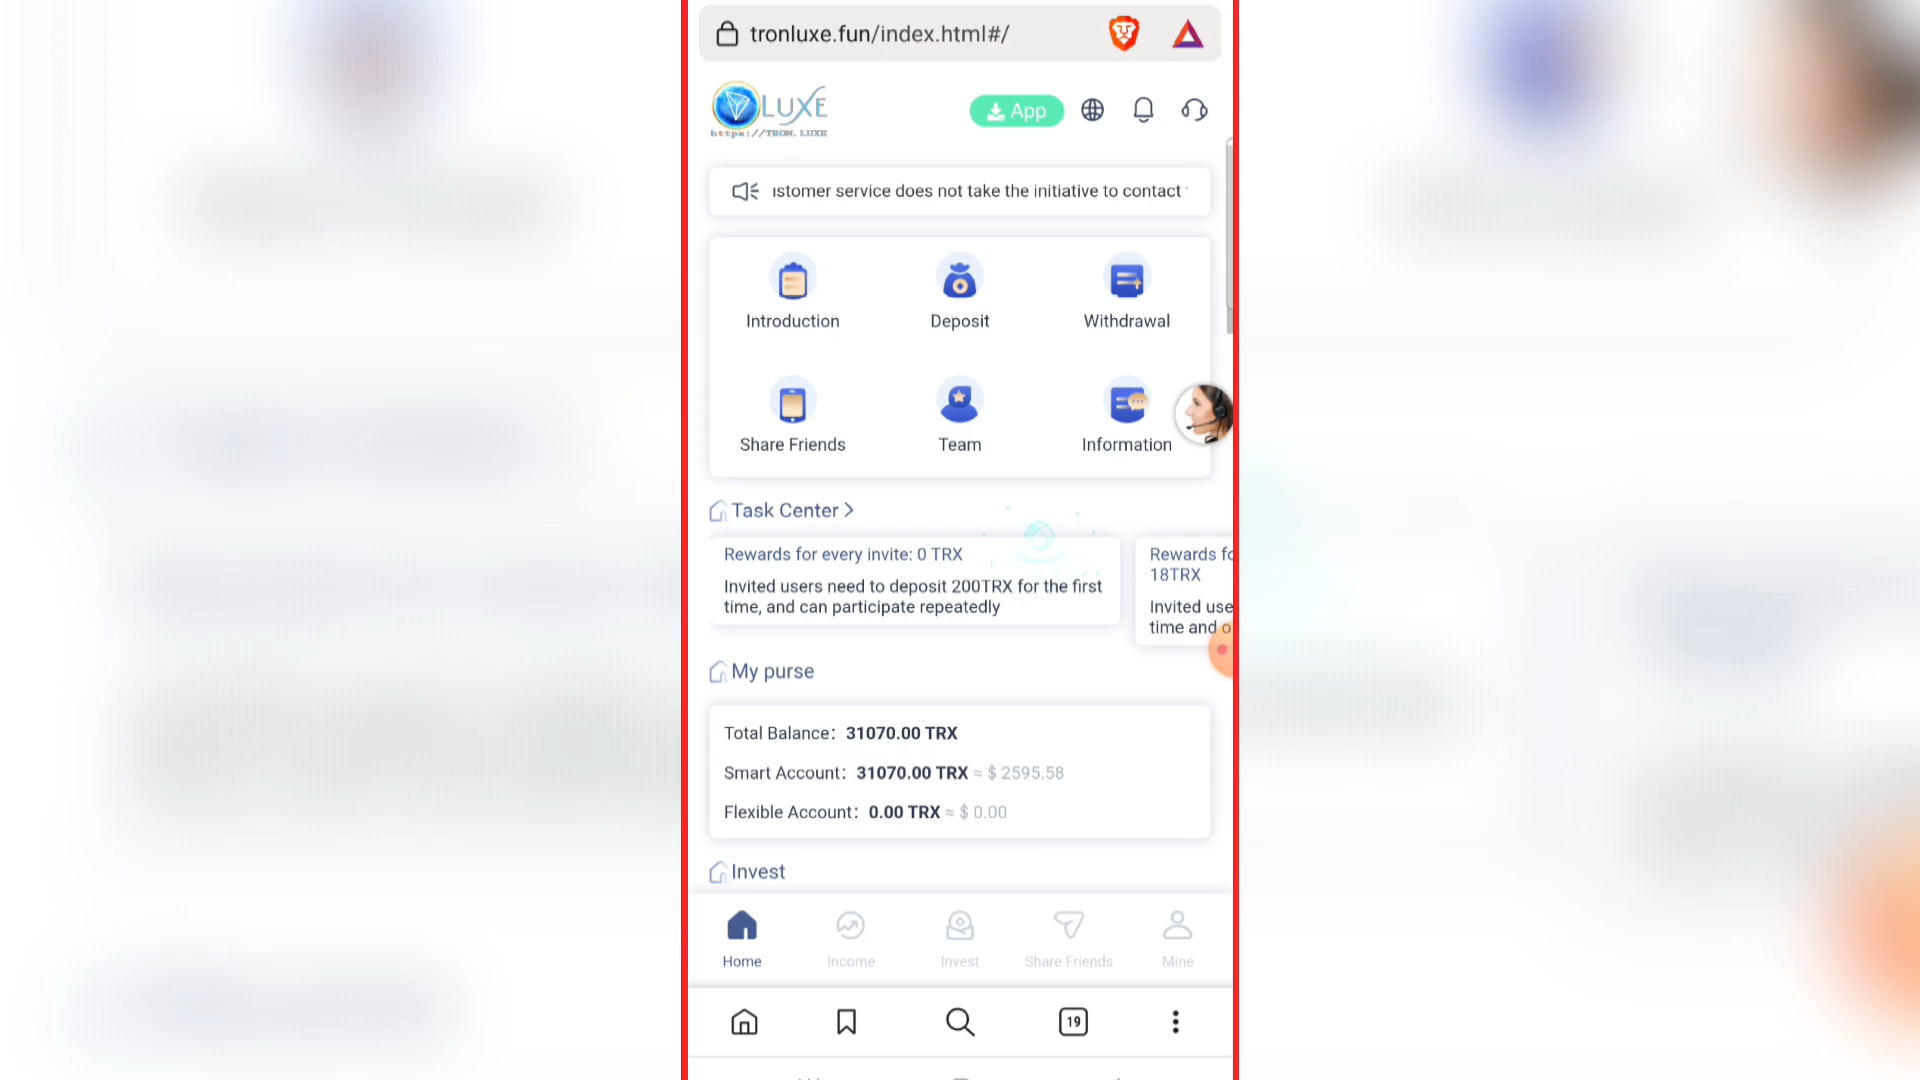 tronluxe.fun/index.html#/
LUXE
https://TRON.LUXE
App
stomer service does not take the initiative to contact
Introduction
Deposit
Withdrawal
Share Friends
Team
Information
Task Center >
Rewards for every invite: 0 TRX
Invited users need to deposit 200TRX for the first
time, and can participate repeatedly
Rewards fo
18TRX
Invited use
time and o
My purse
Total Balance: 31070.00 TRX
Smart Account: 31070.00 TRX ≈ $ 2595.58
Flexible Account: 0.00 TRX ≈ $ 0.00
Invest
Home
Income
Invest
Share Friends
Mine
19